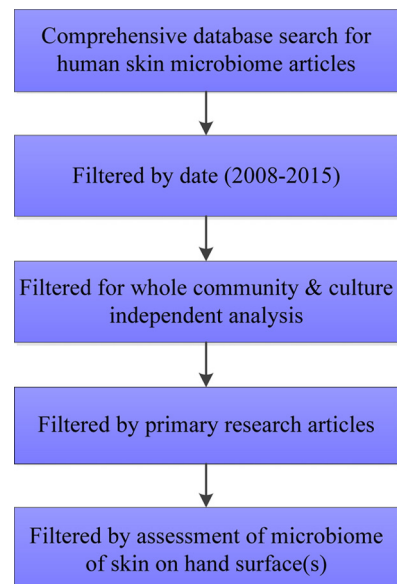 Comprehensive database search for
human skin microbiome articles
Filtered by date (2008-2015)
Filtered for whole community & culture
independent analysis
Filtered by primary research articles
Filtered by assessment of microbiome
of skin on hand surface(s)